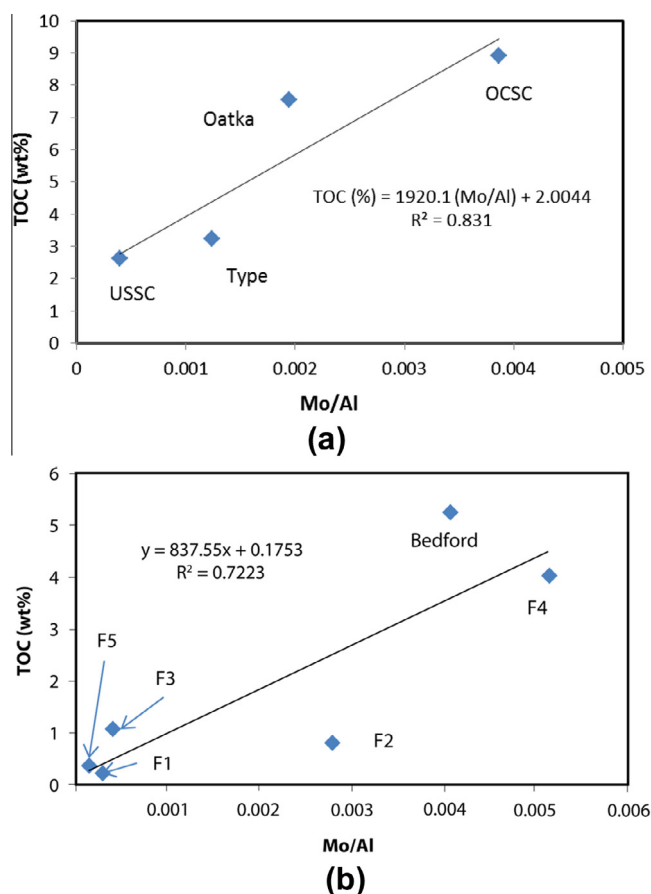 10
9
8
7
6
5
4
3
2
1
0
TOC (wt%)
Oatka
OCSC
TOC (%) = 1920.1 (Mo/Al) + 2.0044
R² = 0.831
USSC
Type
0 0.001 0.002 0.003 0.004 0.005
Mo/Al
(a)
6
5
4
3
2
1
0
TOC (wt%)
y = 837.55x + 0.1753
R² = 0.7223
Bedford
F4
F5
F3
F2
F1
0.001 0.002 0.003 0.004 0.005 0.006
Mo/Al
(b)